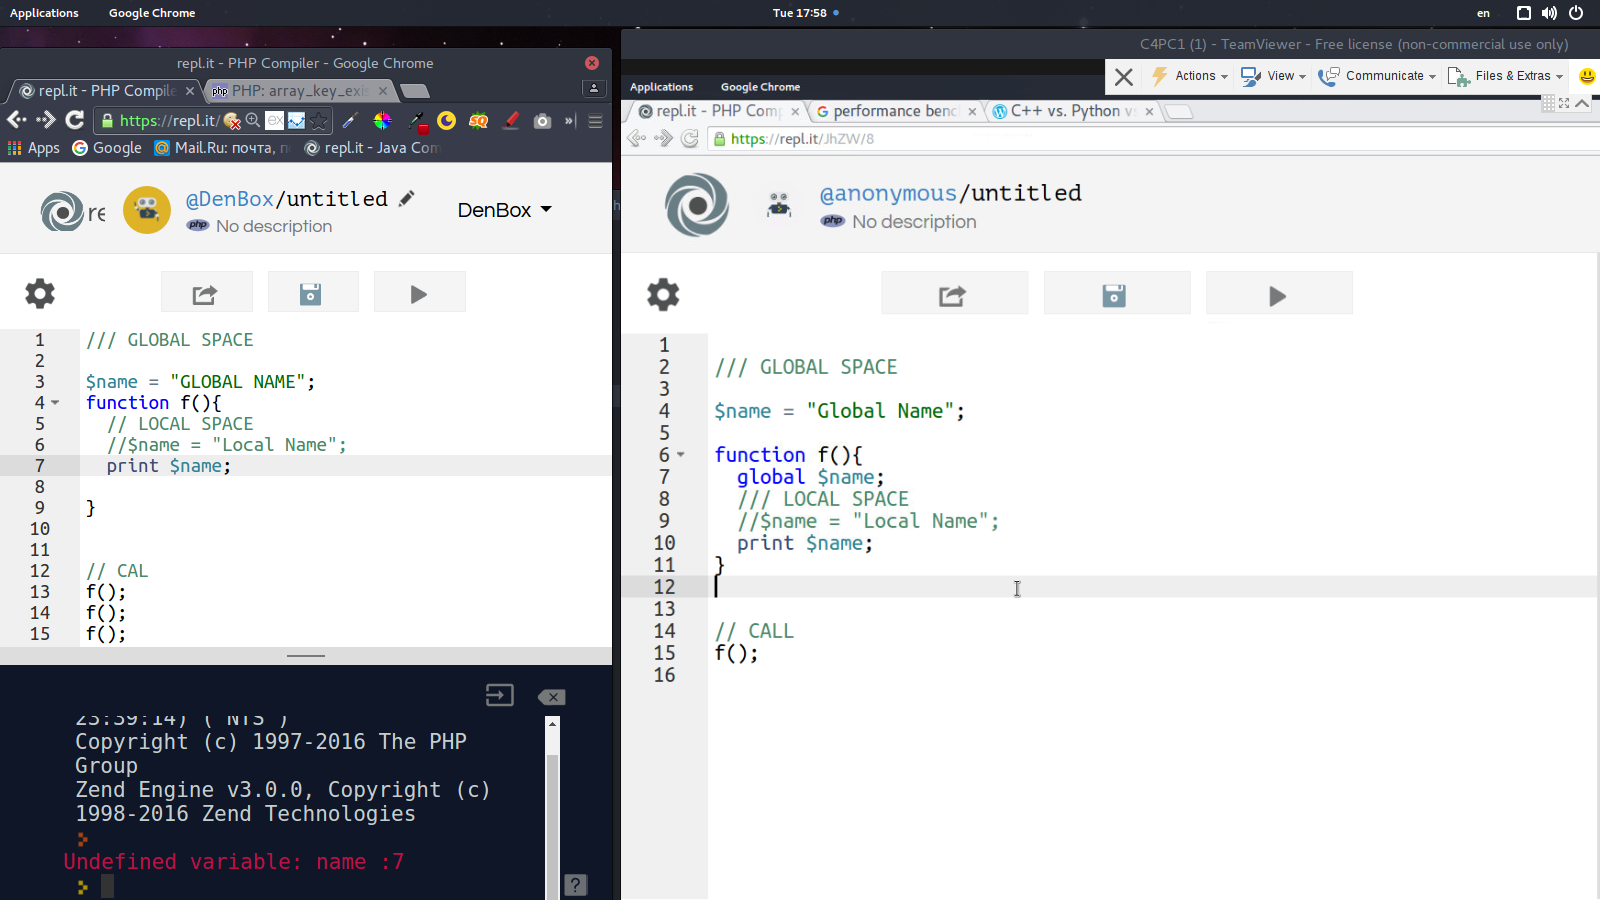 Applications Google Chrome Tue 17:58 en
repl.it - PHP Compiler - Google Chrome
repl.it - PHP Compile PHP: array_key_exis
https://repl.it/
Apps Google Mail.Ru: почта, repl.it - Java Com
@DenBox/untitled DenBox
php No description
1 /// GLOBAL SPACE
2
3 $name = "GLOBAL NAME";
4 function f(){
5 // LOCAL SPACE
6 //$name = "Local Name";
7 print $name;
8
9 }
10
11
12 // CAL
13 f();
14 f();
15 f();
23:39:14) ( NTS )
Copyright (c) 1997-2016 The PHP
Group
Zend Engine v3.0.0, Copyright (c)
1998-2016 Zend Technologies
Undefined variable: name :7
?
C4PC1 (1) - TeamViewer - Free license (non-commercial use only)
Actions View Communicate Files & Extras
Applications Google Chrome
repl.it - PHP Comp performance benc C++ vs. Python v
https://repl.it/JhZW/8
@anonymous/untitled
php No description
1
2 /// GLOBAL SPACE
3
4 $name = "Global Name";
5
6 function f(){
7 global $name;
8 /// LOCAL SPACE
9 //$name = "Local Name";
10 print $name;
11 }
12
13
14 // CALL
15 f();
16